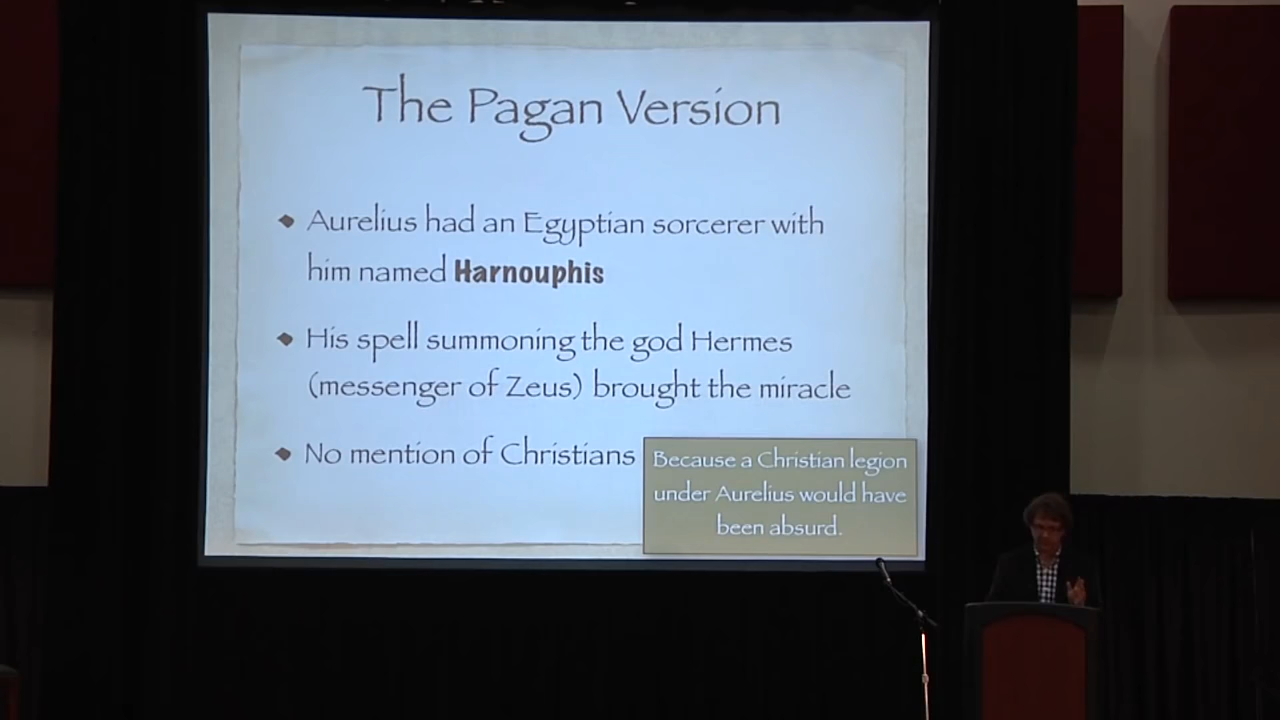 The Pagan Version
Aurelius had an Egyptian sorcerer with
him named Harnouphis
His spell summoning the god Hermes
(messenger of Zeus) brought the miracle
No mention of Christians
Because a Christian legion
under Aurelius would have
been absurd.